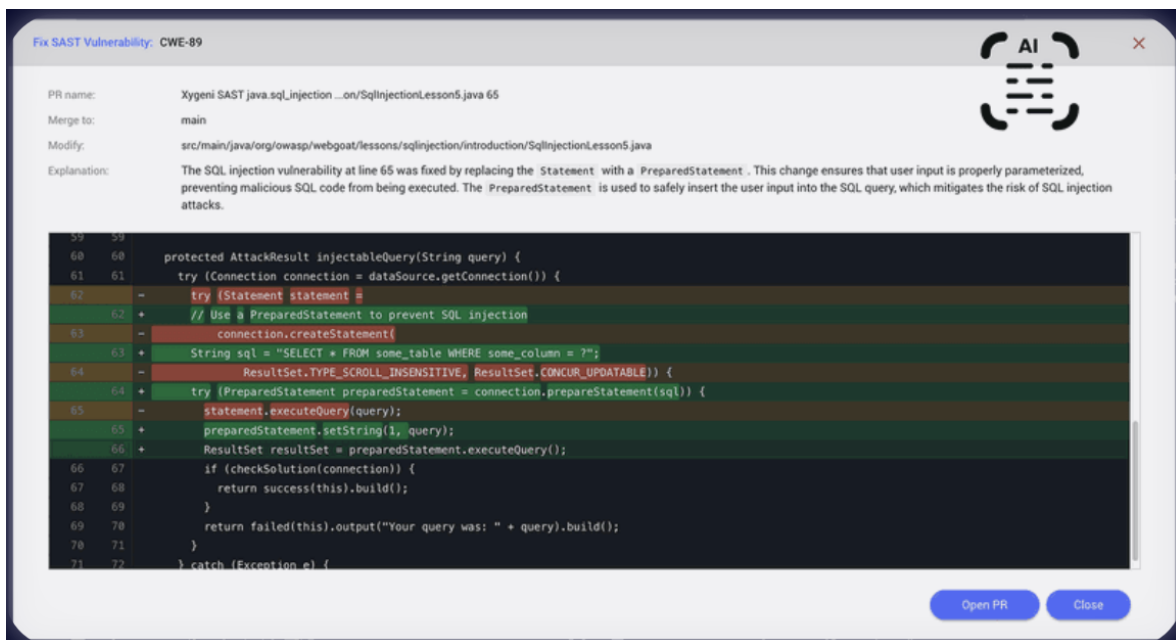 Fix SAST Vulnerability: CWE-89
AI
PR name: Xygeni SAST java.sql_injection ...on/SqlInjectionLesson5.java 65
Merge to: main
Modify: src/main/java/org/owasp/webgoat/lessons/sqlinjection/introduction/SqlInjectionLesson5.java
Explanation: The SQL injection vulnerability at line 65 was fixed by replacing the Statement with a PreparedStatement . This change ensures that user input is properly parameterized,
preventing malicious SQL code from being executed. The PreparedStatement is used to safely insert the user input into the SQL query, which mitigates the risk of SQL injection
attacks.
59 59
60 60 protected AttackResult injectableQuery(String query) {
61 61 try (Connection connection = dataSource.getConnection()) {
62 - try (Statement statement =
62 + // Use a PreparedStatement to prevent SQL injection
63 - connection.createStatement(
63 + String sql = "SELECT * FROM some_table WHERE some_column = ?";
64 - ResultSet.TYPE_SCROLL_INSENSITIVE, ResultSet.CONCUR_UPDATABLE)) {
64 + try (PreparedStatement preparedStatement = connection.prepareStatement(sql)) {
65 - statement.executeQuery(query);
65 + preparedStatement.setString(1, query);
66 + ResultSet resultSet = preparedStatement.executeQuery();
66 67 if (checkSolution(connection)) {
67 68 return success(this).build();
68 69 }
69 70 return failed(this).output("Your query was: " + query).build();
70 71 }
71 72 } catch (Exception e) {
Open PR Close